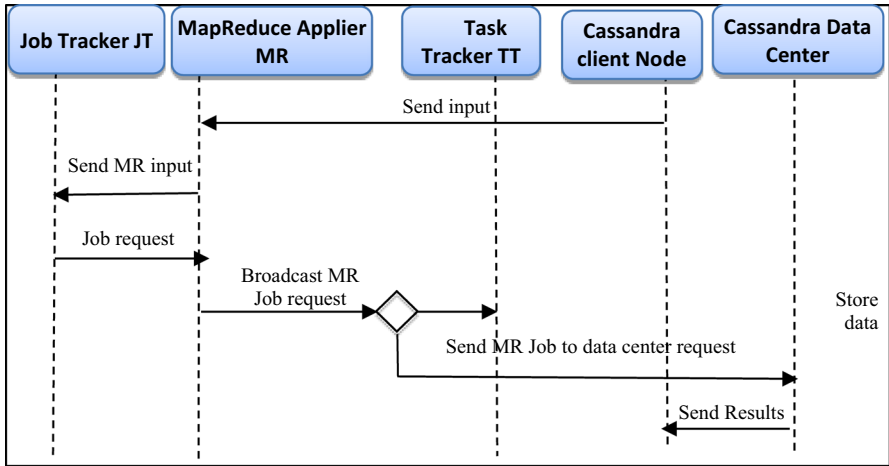 Job Tracker JT
MapReduce Applier
MR
Task
Tracker TT
Cassandra
client Node
Cassandra Data
Center
Send input
Send MR input
Job request
Broadcast MR
Job request
Store
data
Send MR Job to data center request
Send Results